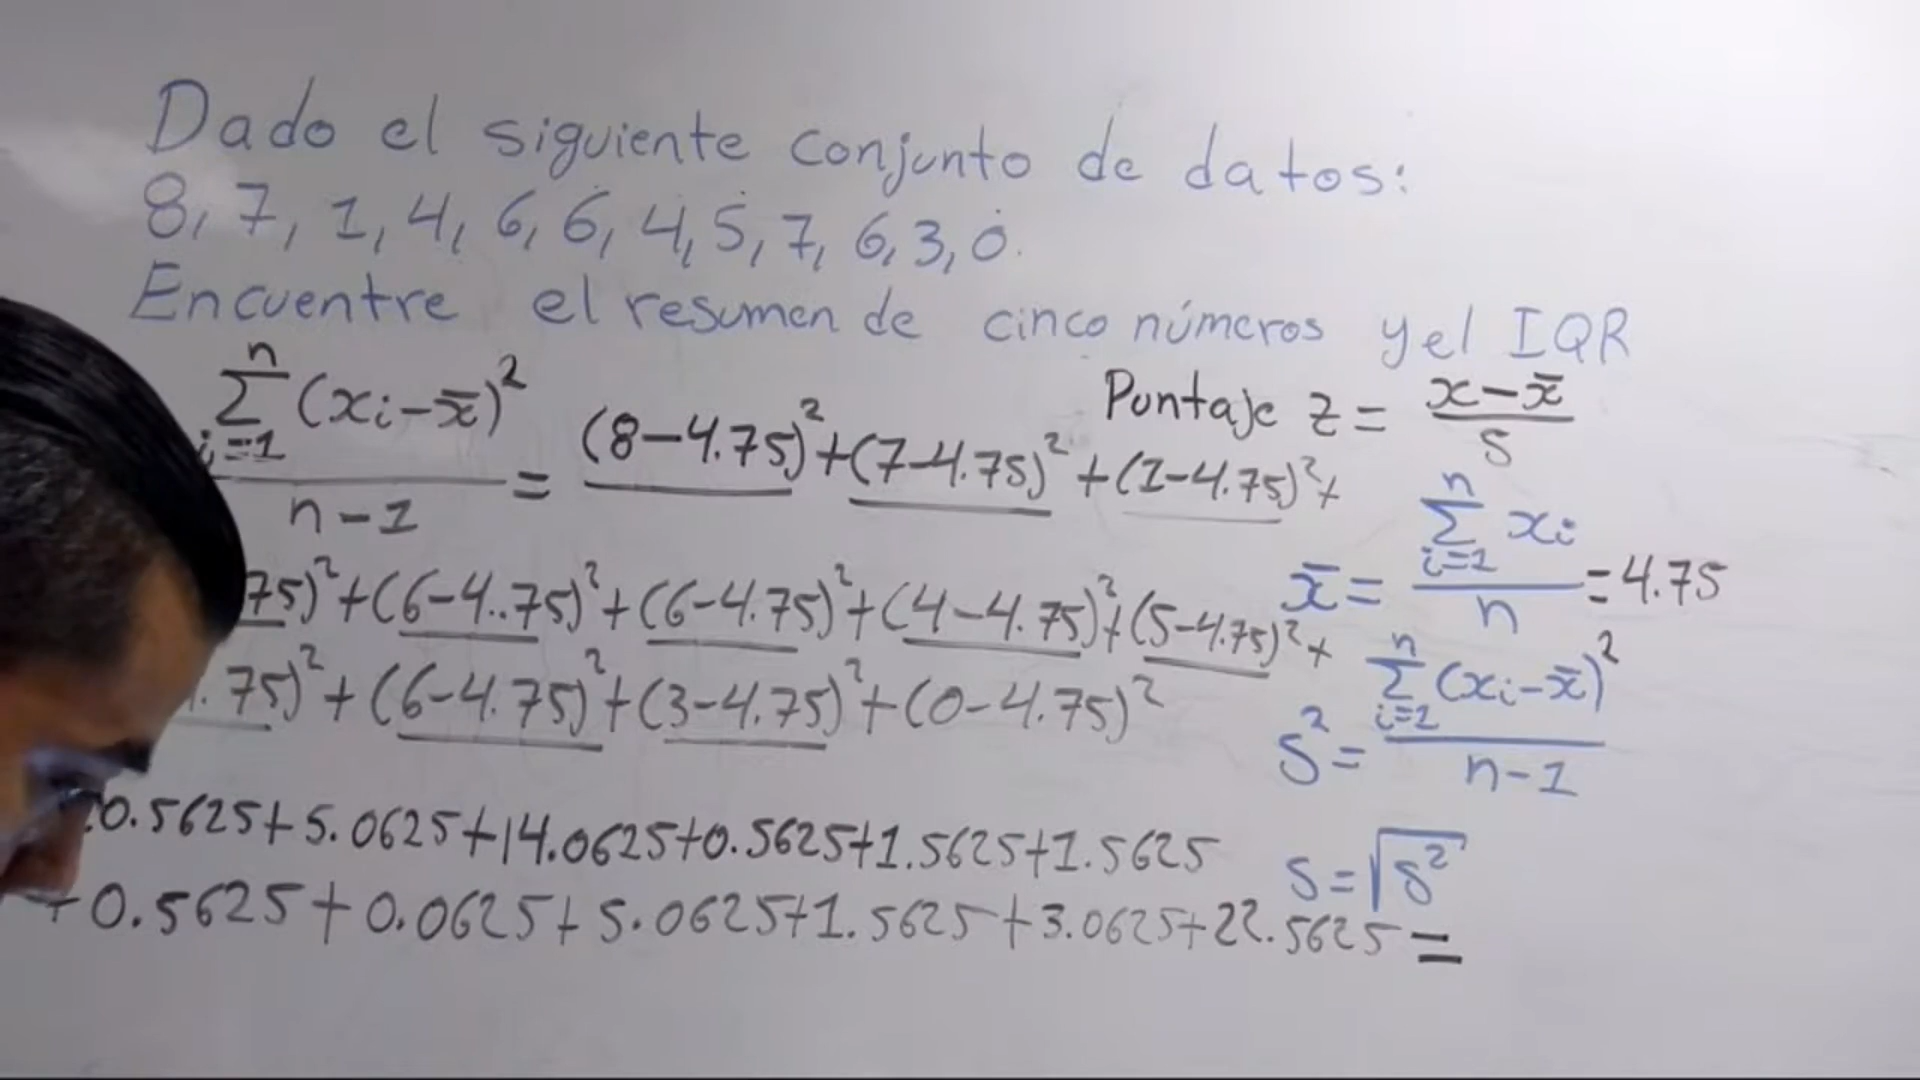 Dado el siguiente conjunto de datos:
8, 7, 1, 4, 6, 6, 4, 5, 7, 6, 3, 0.
Encuentre el resumen de cinco números y el IQR
Puntaje z = (x - x̄) / s
∑_{i=1}^{n} (xi - x̄)² / (n - 1) = (8-4.75)² + (7-4.75)² + (1-4.75)² +
75)² + (6-4..75)² + (6-4.75)² + (4-4.75)² + (5-4.75)² +
.75)² + (6-4.75)² + (3-4.75)² + (0-4.75)²
0.5625+5.0625+14.0625+0.5625+1.5625+1.5625
+0.5625+0.0625+5.0625+1.5625+3.0625+22.5625=
x̄ = ∑_{i=1}^{n} xi / n = 4.75
s² = ∑_{i=1}^{n} (xi - x̄)² / (n - 1)
s = √s²